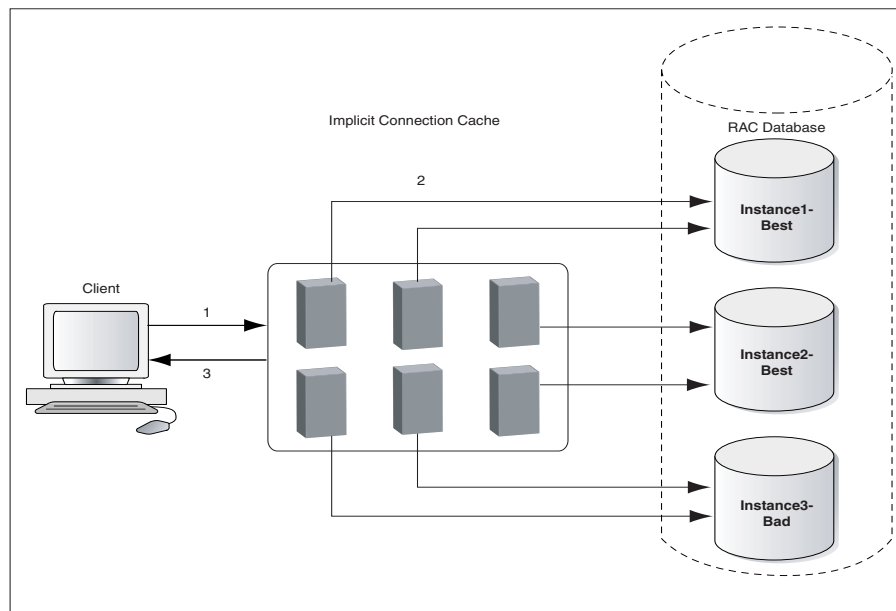 Implicit Connection Cache
RAC Database
2
Instance1-
Best
Client
1
3
Instance2-
Best
Instance3-
Bad